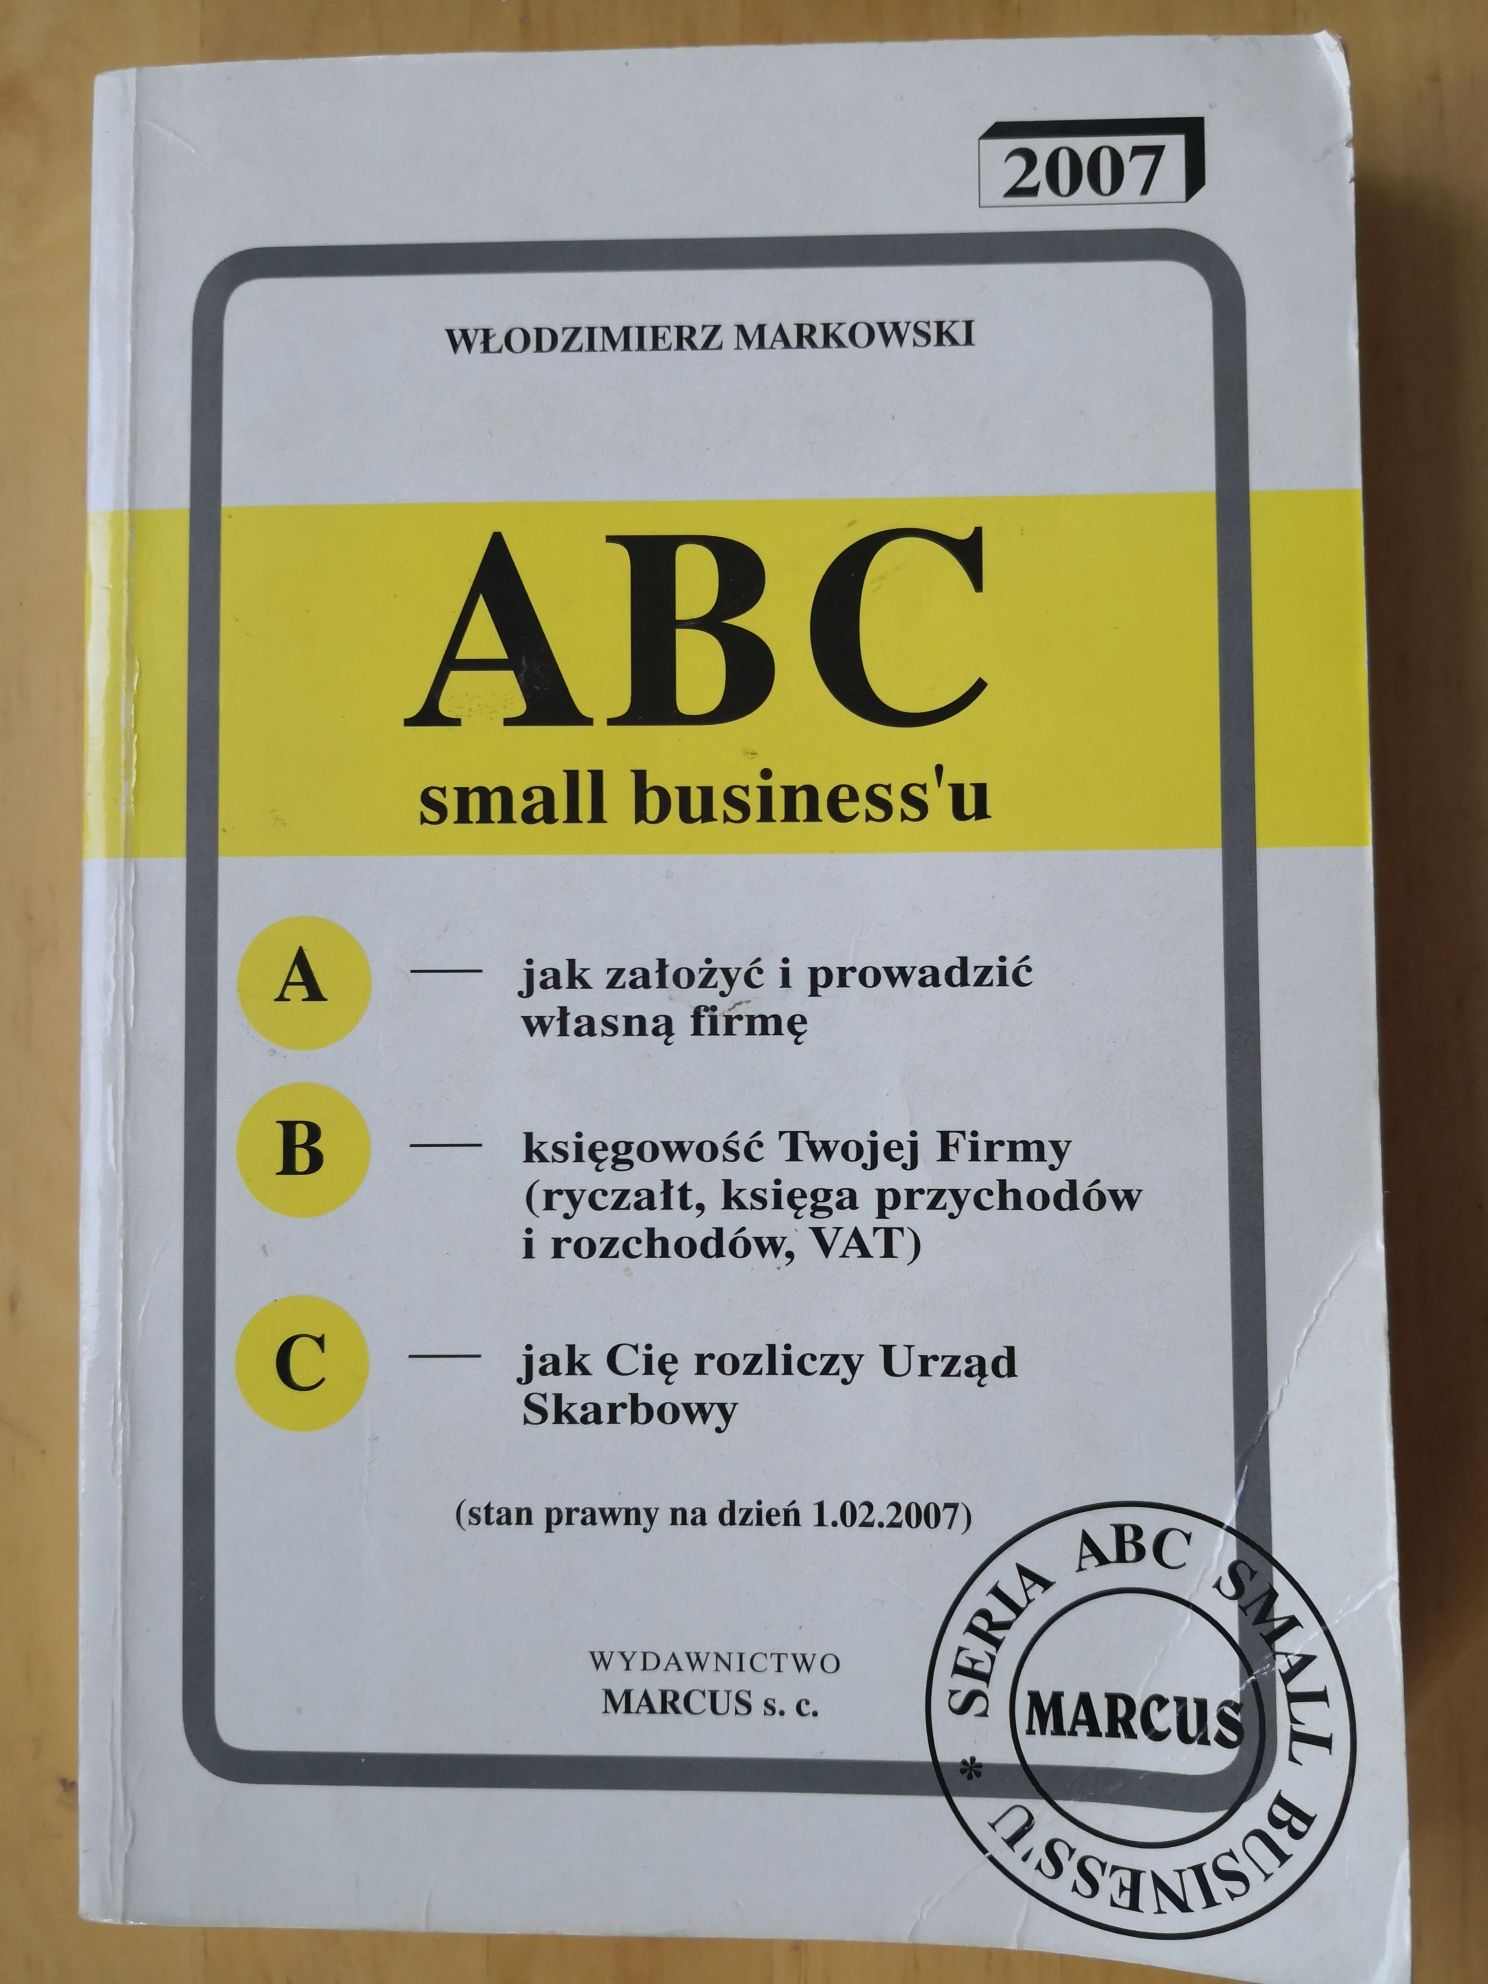 2007
WŁODZIMIERZ MARKOWSKI
ABC
small business'u
A — jak założyć i prowadzić
własną firmę
B — księgowość Twojej Firmy
(ryczałt, księga przychodów
i rozchodów, VAT)
C — jak Cię rozliczy Urząd
Skarbowy
(stan prawny na dzień 1.02.2007)
WYDAWNICTWO
MARCUS s. c.
* SERIA ABC SMALL BUSINESS'U
MARCUS